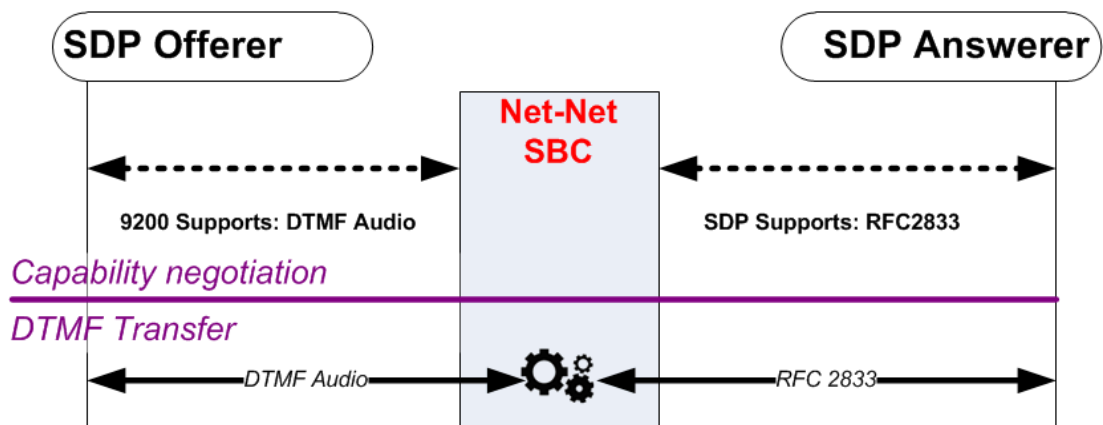 SDP Offerer
SDP Answerer
Net-Net
SBC
9200 Supports: DTMF Audio
SDP Supports: RFC2833
Capability negotiation
DTMF Transfer
DTMF Audio
RFC 2833